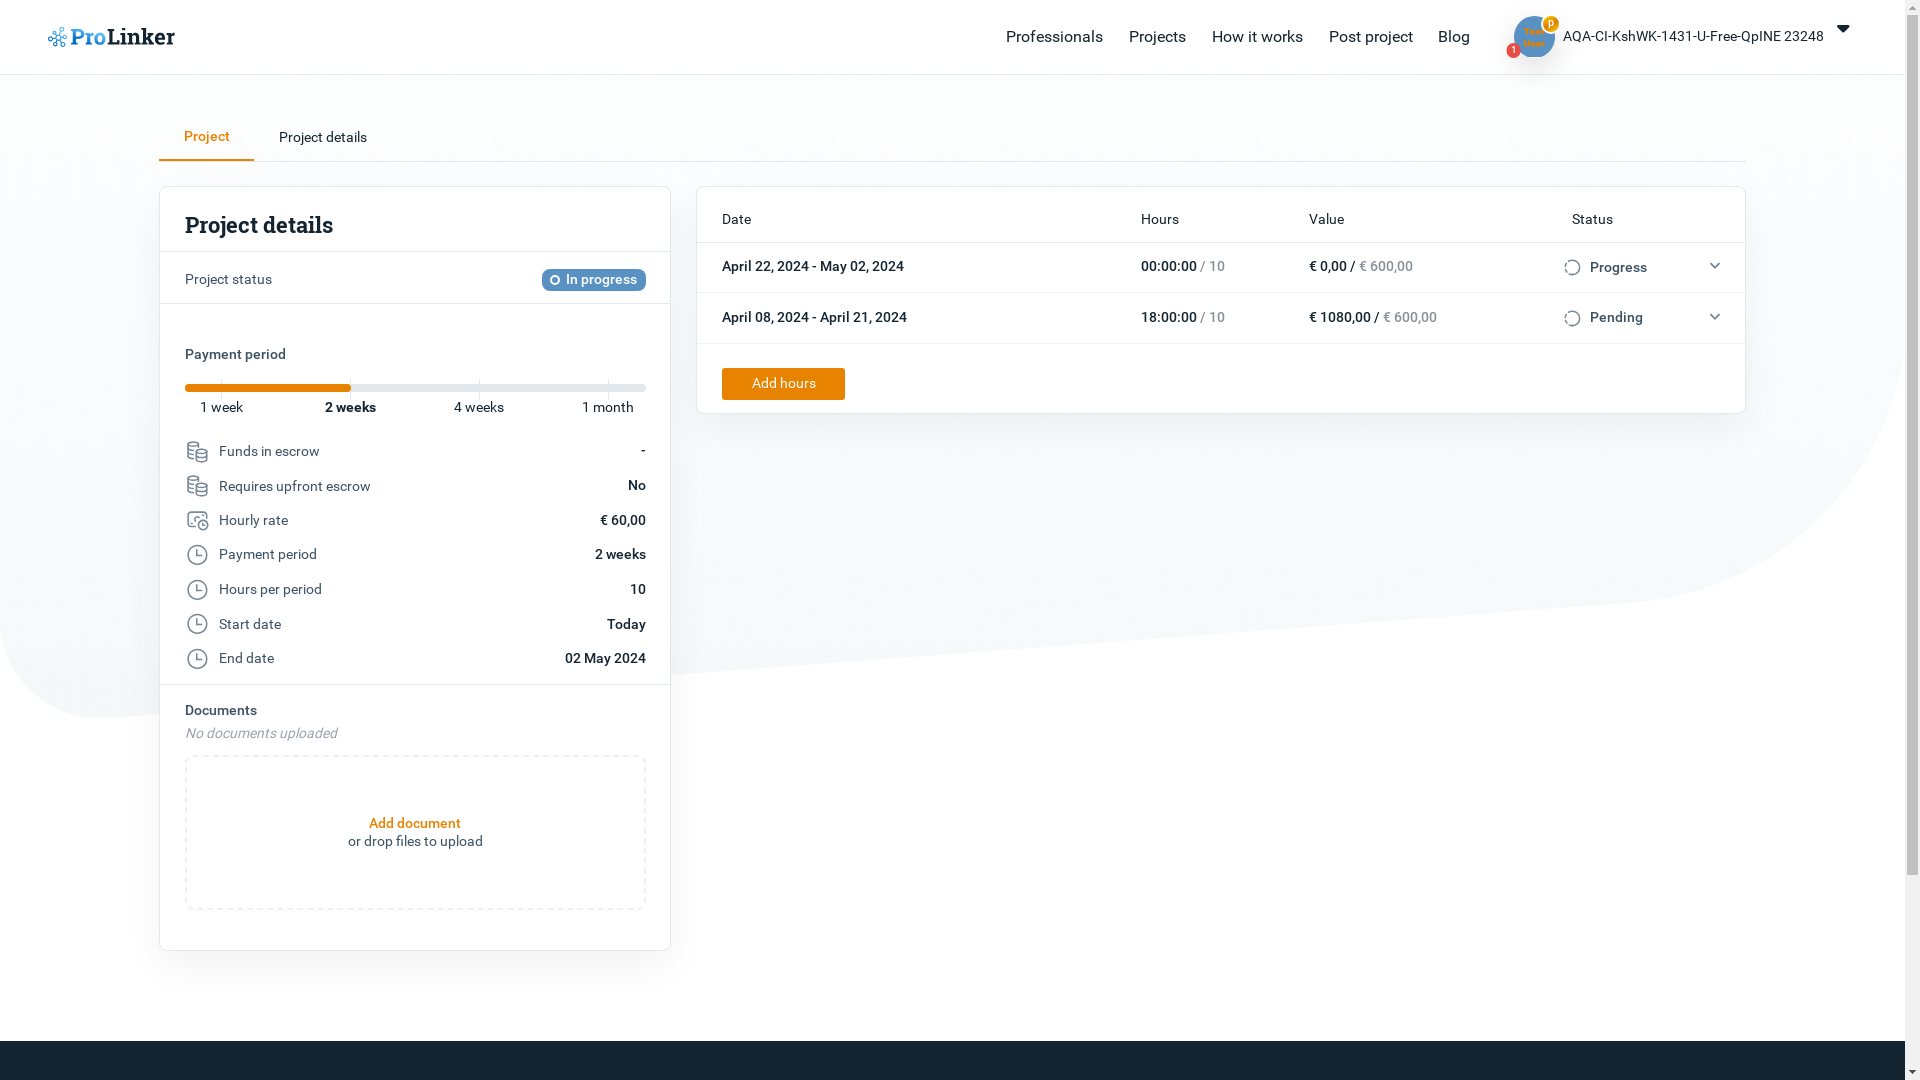 ProLinker
Professionals
Projects
How it works
Post project
Blog
p
1
AQA-CI-KshWK-1431-U-Free-QpINE 23248
Project
Project details
Project details
Project status
In progress
Payment period
1 week
2 weeks
4 weeks
1 month
Funds in escrow
-
Requires upfront escrow
No
Hourly rate
€ 60,00
Payment period
2 weeks
Hours per period
10
Start date
Today
End date
02 May 2024
Documents
No documents uploaded
Add document
or drop files to upload
Date Hours Value Status
April 22, 2024 - May 02, 2024 00:00:00 / 10 € 0,00 / € 600,00 Progress
April 08, 2024 - April 21, 2024 18:00:00 / 10 € 1080,00 / € 600,00 Pending
Add hours